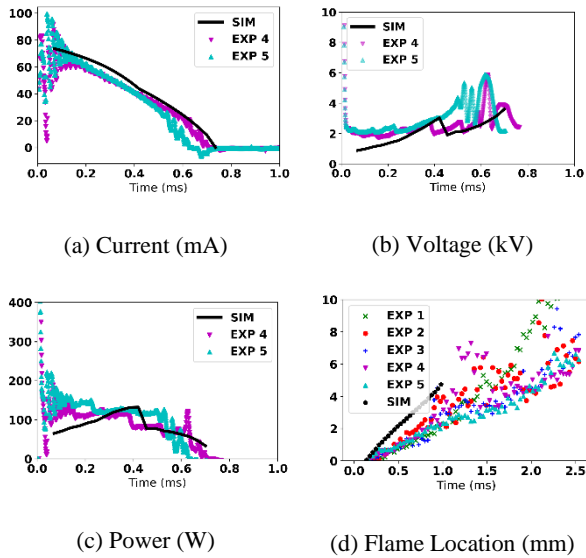 100
80
60
40
20
0
SIM
EXP 4
EXP 5
0.0 0.2 0.4 0.6 0.8 1.0
Time (ms)
(a) Current (mA)
10
8
6
4
2
0
SIM
EXP 4
EXP 5
0.0 0.2 0.4 0.6 0.8 1.0
Time (ms)
(b) Voltage (kV)
400
300
200
100
0
SIM
EXP 4
EXP 5
0.0 0.2 0.4 0.6 0.8 1.0
Time (ms)
(c) Power (W)
10
8
6
4
2
0
EXP 1
EXP 2
EXP 3
EXP 4
EXP 5
SIM
0.0 0.5 1.0 1.5 2.0 2.5
Time (ms)
(d) Flame Location (mm)